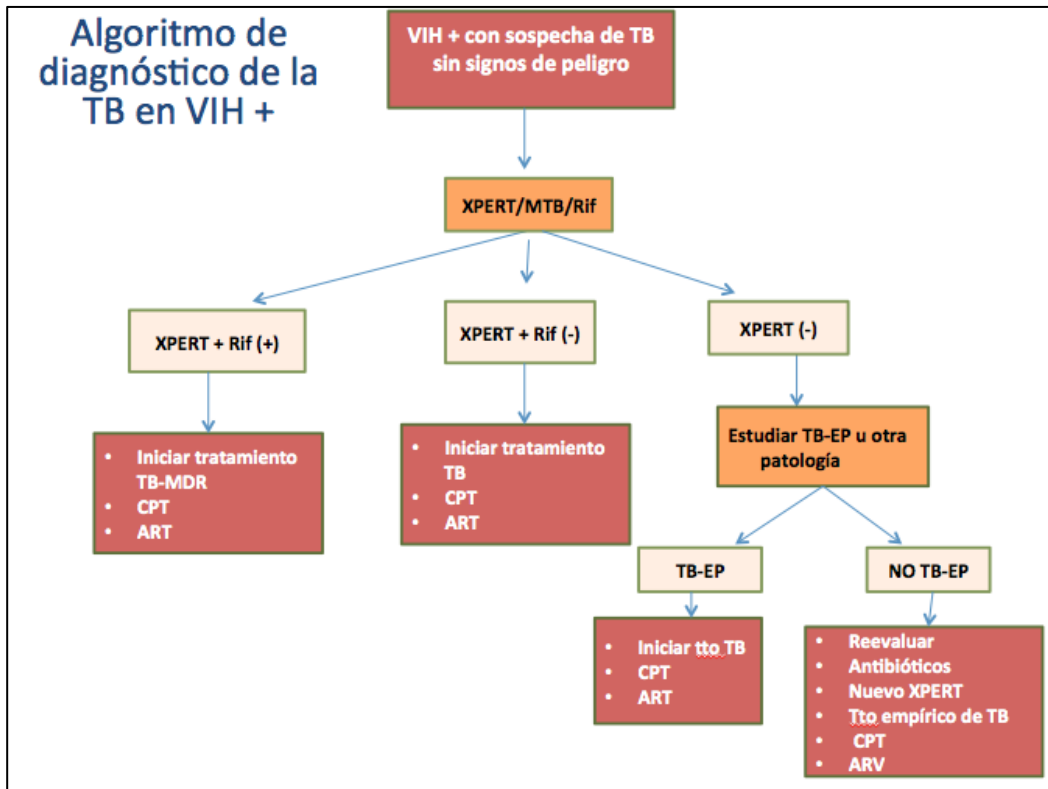 Algoritmo de
diagnóstico de la
TB en VIH +
VIH + con sospecha de TB
sin signos de peligro
XPERT/MTB/Rif
XPERT + Rif (+)
XPERT + Rif (-)
XPERT (-)
• Iniciar tratamiento
TB-MDR
• CPT
• ART
• Iniciar tratamiento
TB
• CPT
• ART
Estudiar TB-EP u otra
patología
TB-EP
NO TB-EP
• Iniciar tto TB
• CPT
• ART
• Reevaluar
• Antibióticos
• Nuevo XPERT
• Tto empírico de TB
• CPT
• ARV